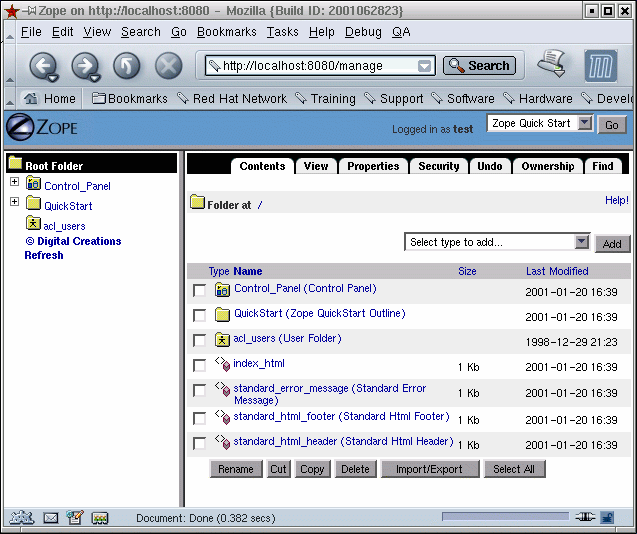 Zope on http://localhost:8080 - Mozilla {Build ID: 2001062823}
File Edit View Search Go Bookmarks Tasks Help Debug QA
http://localhost:8080/manage Search
Home Bookmarks Red Hat Network Training Support Software Hardware Develo
ZOPE Logged in as test Zope Quick Start Go
Root Folder
Control_Panel
QuickStart
acl_users
© Digital Creations
Refresh
Contents View Properties Security Undo Ownership Find
Folder at / Help!
Select type to add... Add
Type Name Size Last Modified
Control_Panel (Control Panel) 2001-01-20 16:39
QuickStart (Zope QuickStart Outline) 2001-01-20 16:39
acl_users (User Folder) 1998-12-29 21:23
index_html 1 Kb 2001-01-20 16:39
standard_error_message (Standard Error 1 Kb 2001-01-20 16:39
Message)
standard_html_footer (Standard Html Footer) 1 Kb 2001-01-20 16:39
standard_html_header (Standard Html Header) 1 Kb 2001-01-20 16:39
Rename Cut Copy Delete Import/Export Select All
Document: Done (0.382 secs)